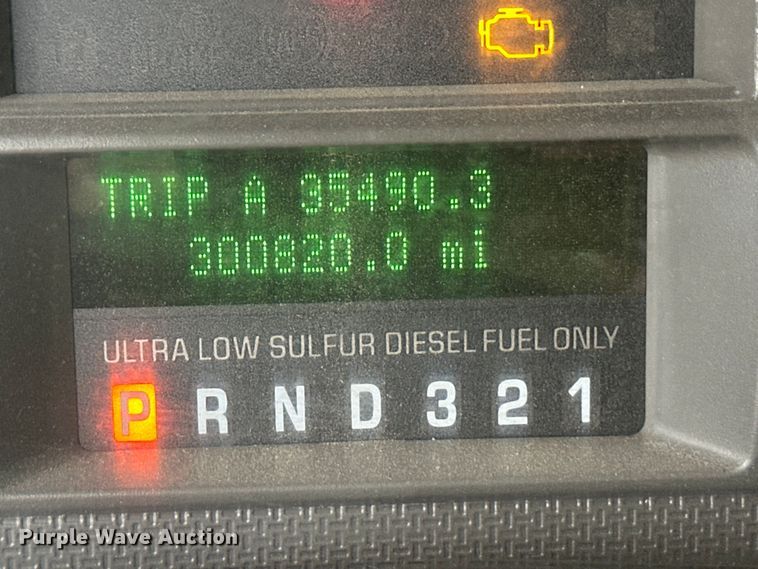 TRIP A 35490.3
300820.0 mi
ULTRA LOW SULFUR DIESEL FUEL ONLY
P R N D 3 2 1
Purple Wave Auction